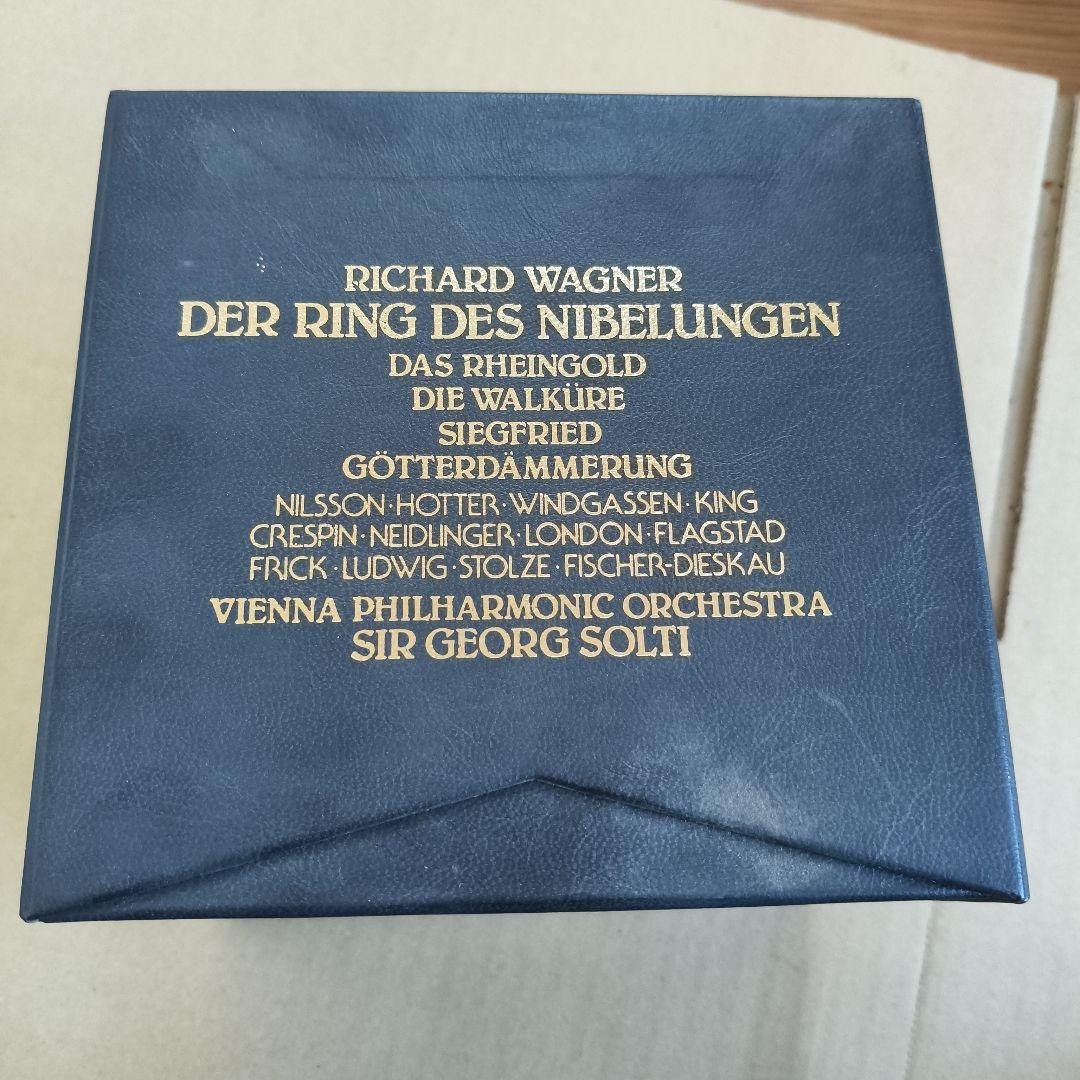 RICHARD WAGNER
DER RING DES NIBELUNGEN
DAS RHEINGOLD
DIE WALKÜRE
SIEGFRIED
GÖTTERDÄMMERUNG
NILSSON·HOTTER·WINDGASSEN·KING
CRESPIN·NEIDLINGER·LONDON·FLAGSTAD
FRICK·LUDWIG·STOLZE·FISCHER-DIESKAU
VIENNA PHILHARMONIC ORCHESTRA
SIR GEORG SOLTI